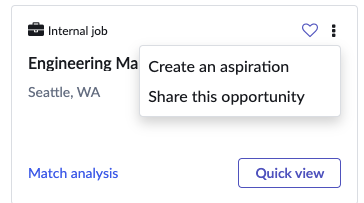 Internal job
Engineering Ma
Seattle, WA
Create an aspiration
Share this opportunity
Match analysis
Quick view